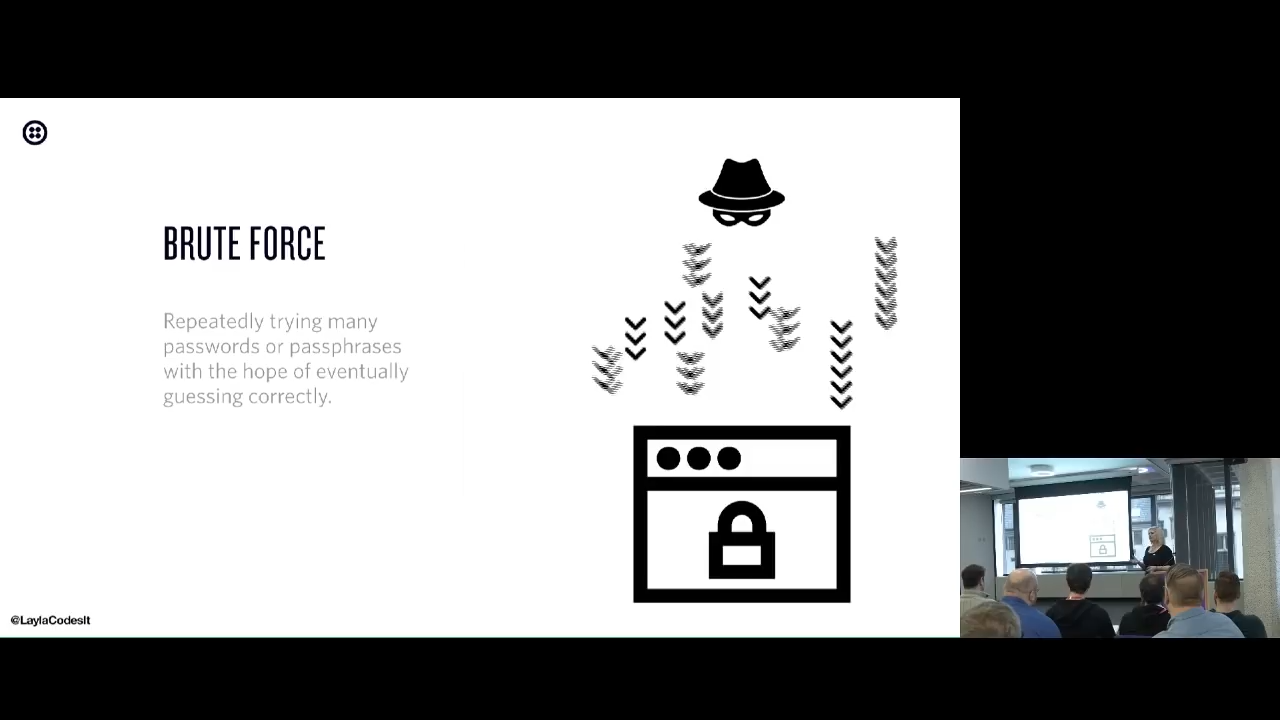 BRUTE FORCE
Repeatedly trying many
passwords or passphrases
with the hope of eventually
guessing correctly.
@LaylaCodesIt